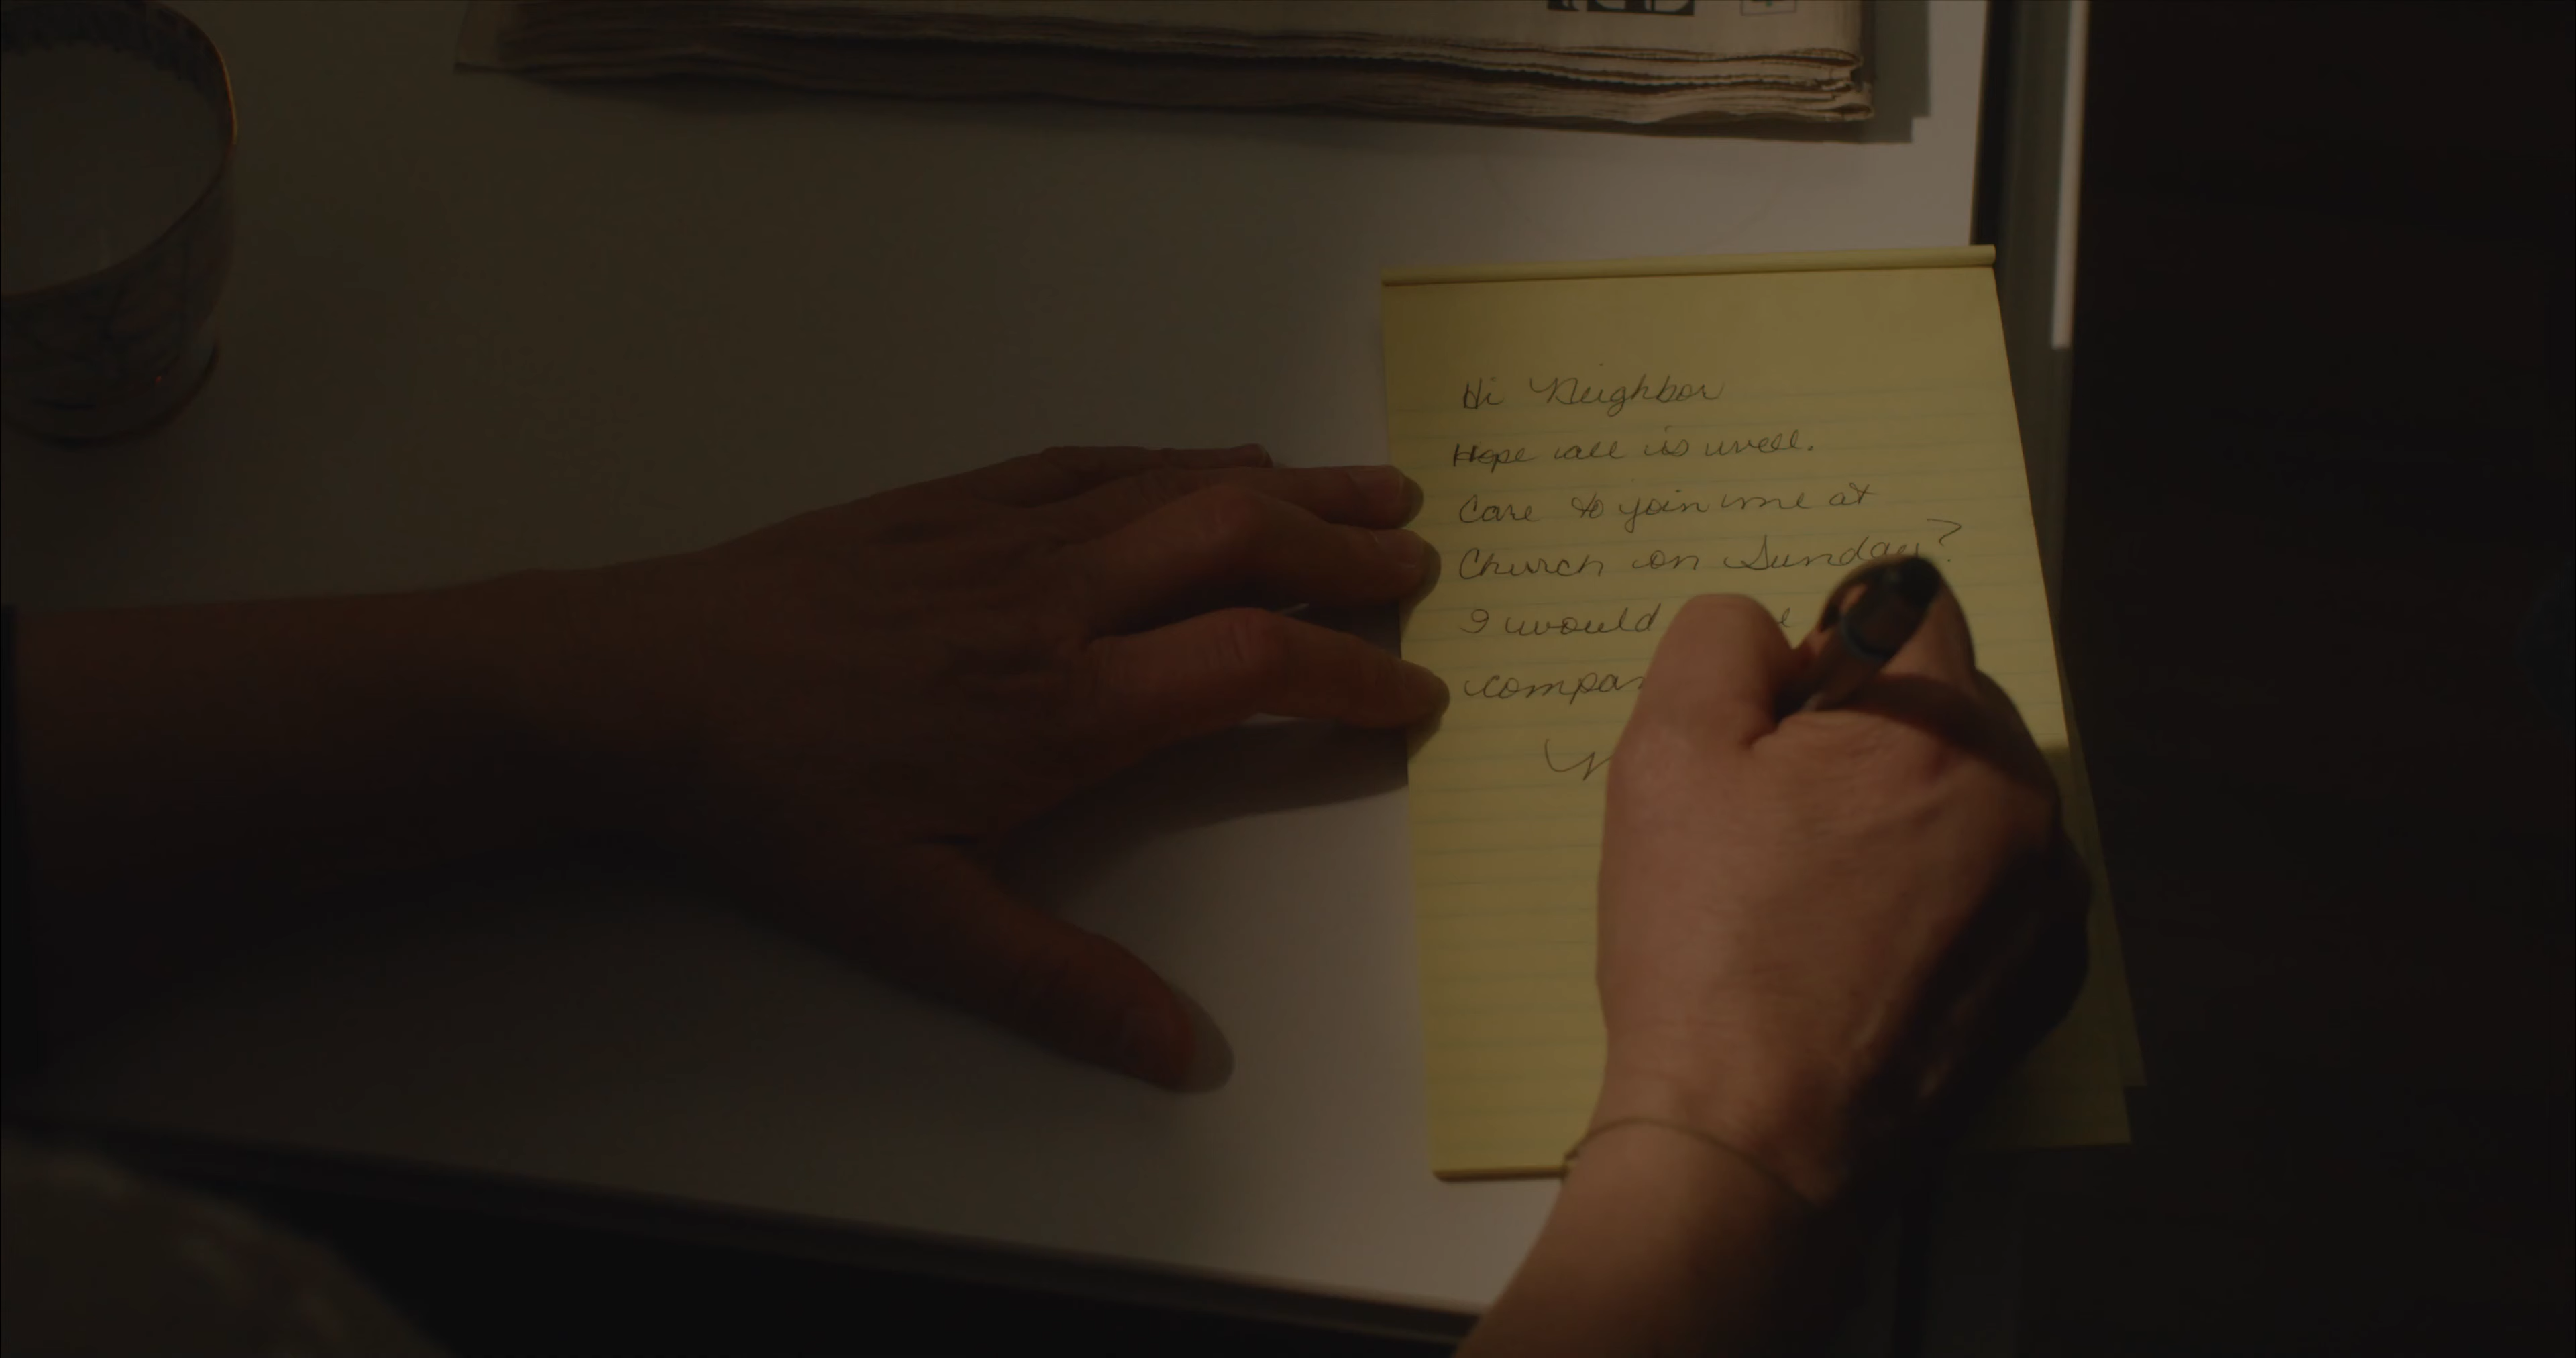 Hi Neighbor
Hope all is well.
Care to join me at
Church on Sunday?
I would